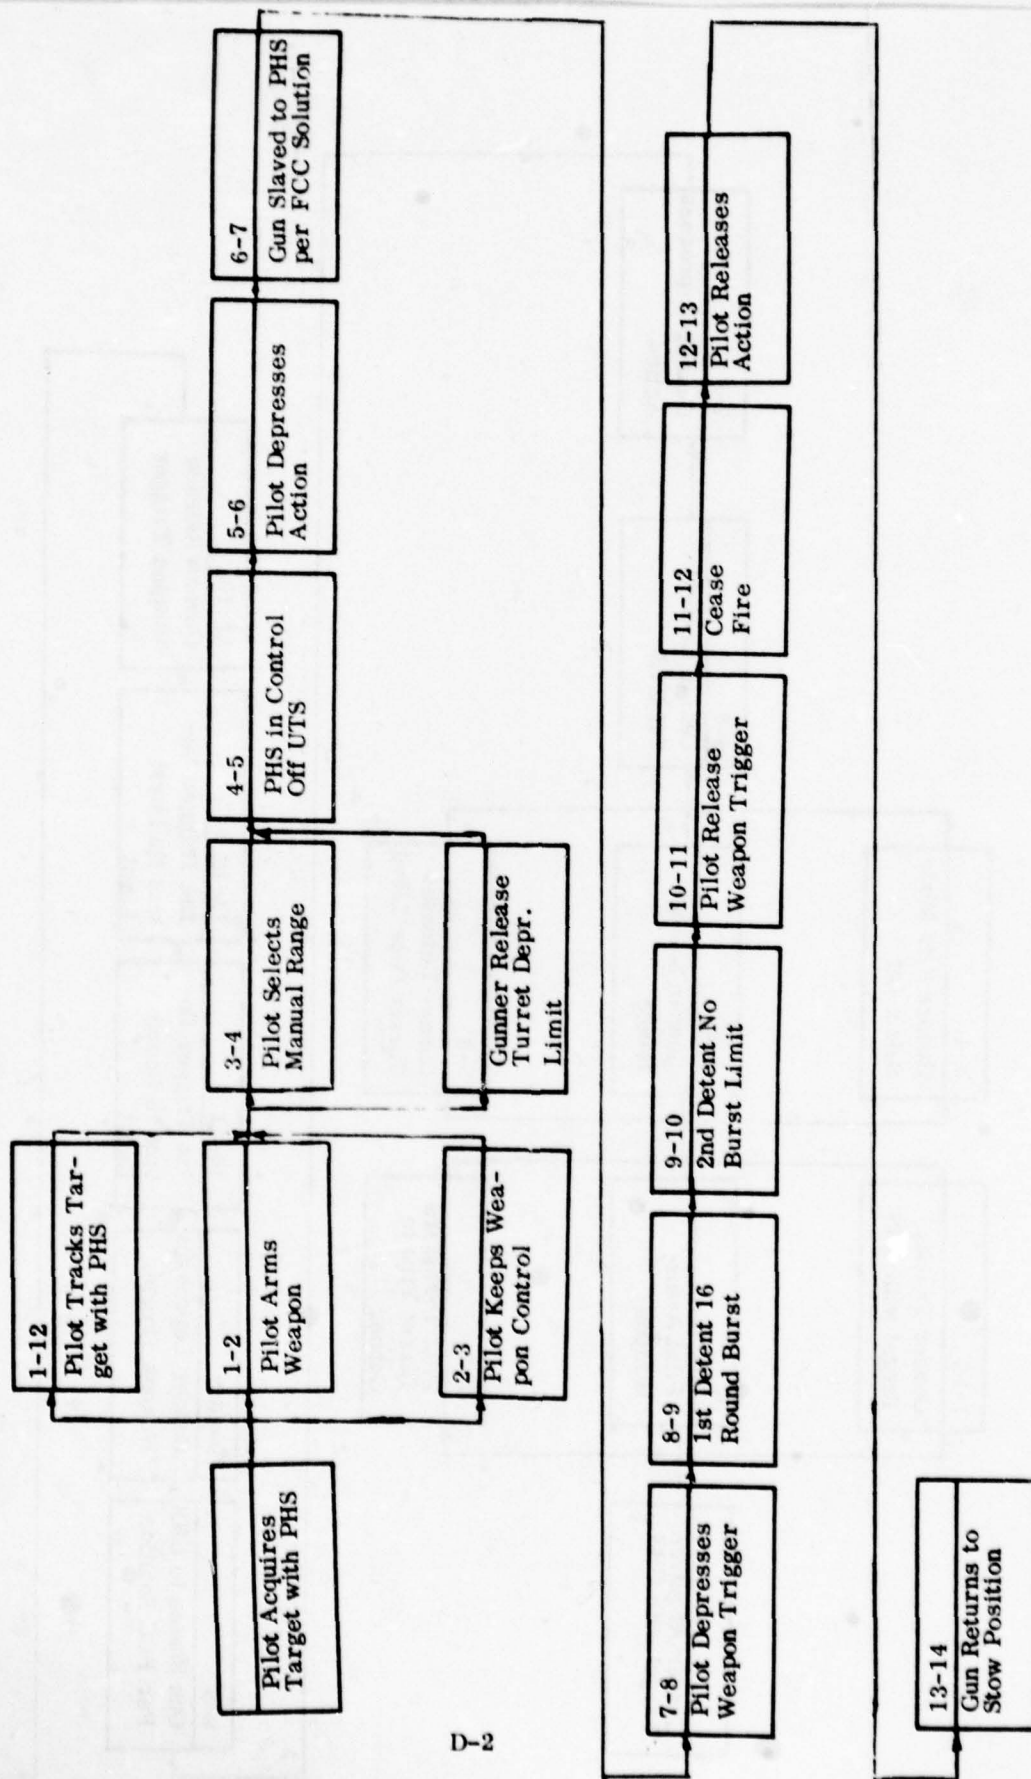 Pilot Acquires
Target with PHS
1-12
Pilot Tracks Tar-
get with PHS
1-2
Pilot Arms
Weapon
2-3
Pilot Keeps Wea-
pon Control
3-4
Pilot Selects
Manual Range
Gunner Release
Turret Depr.
Limit
4-5
PHS in Control
Off UTS
5-6
Pilot Depresses
Action
6-7
Gun Slaved to PHS
per FCC Solution
7-8
Pilot Depresses
Weapon Trigger
8-9
1st Detent 16
Round Burst
9-10
2nd Detent No
Burst Limit
10-11
Pilot Release
Weapon Trigger
11-12
Cease
Fire
12-13
Pilot Releases
Action
13-14
Gun Returns to
Stow Position
D-2